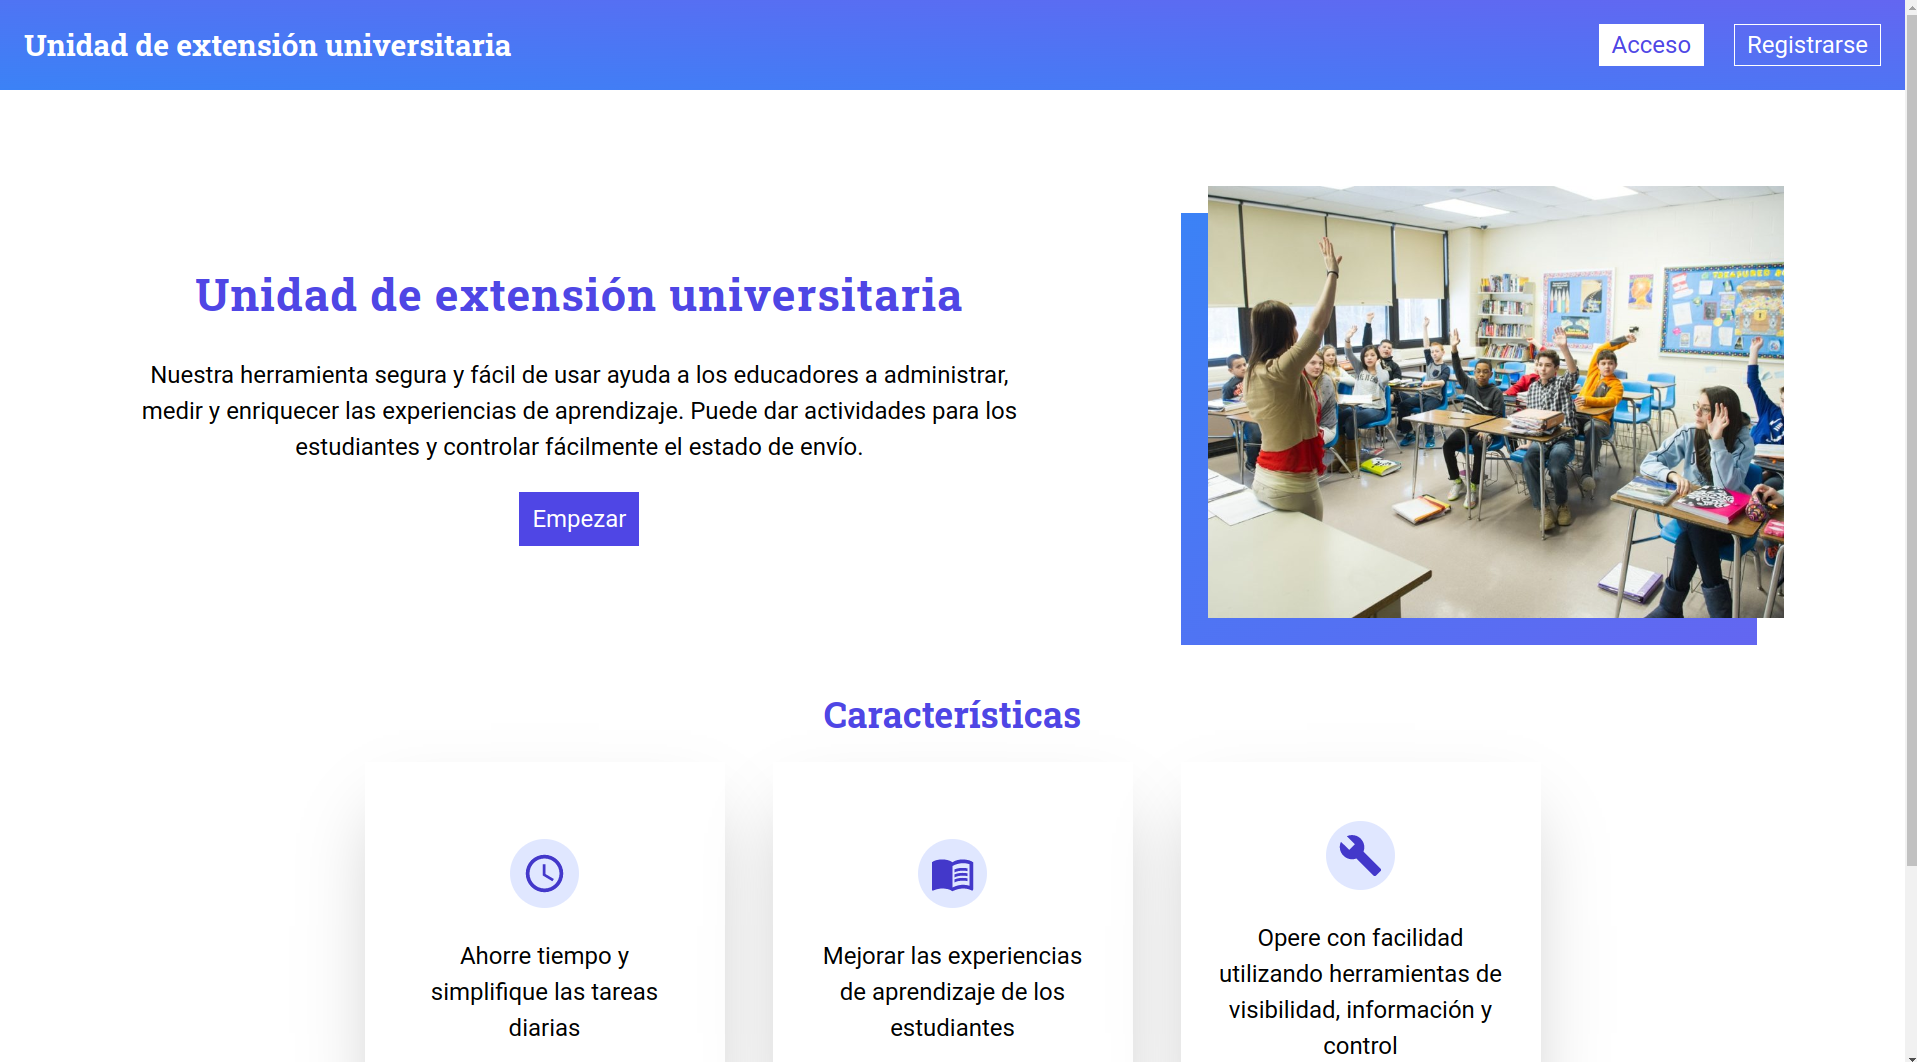 Unidad de extensión universitaria
Acceso
Registrarse
Unidad de extensión universitaria
Nuestra herramienta segura y fácil de usar ayuda a los educadores a administrar,
medir y enriquecer las experiencias de aprendizaje. Puede dar actividades para los
estudiantes y controlar fácilmente el estado de envío.
Empezar
Características
Ahorre tiempo y
simplifique las tareas
diarias
Mejorar las experiencias
de aprendizaje de los
estudiantes
Opere con facilidad
utilizando herramientas de
visibilidad, información y
control